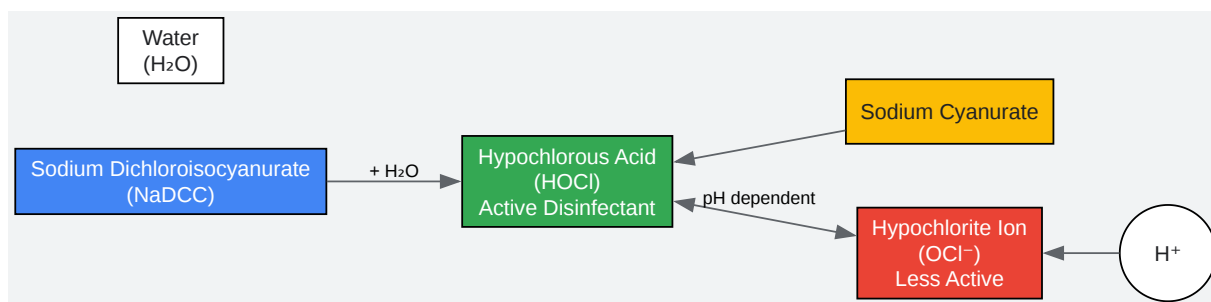 Water
(H₂O)
Sodium Dichloroisocyanurate
(NaDCC)
+ H₂O
Hypochlorous Acid
(HOCl)
Active Disinfectant
Sodium Cyanurate
pH dependent
Hypochlorite Ion
(OCl⁻)
Less Active
H⁺